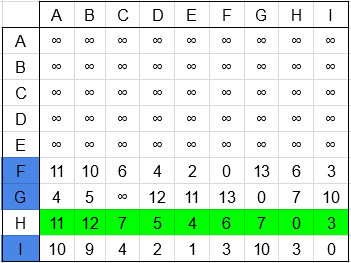 A B C D E F G H I
A ∞ ∞ ∞ ∞ ∞ ∞ ∞ ∞ ∞
B ∞ ∞ ∞ ∞ ∞ ∞ ∞ ∞ ∞
C ∞ ∞ ∞ ∞ ∞ ∞ ∞ ∞ ∞
D ∞ ∞ ∞ ∞ ∞ ∞ ∞ ∞ ∞
E ∞ ∞ ∞ ∞ ∞ ∞ ∞ ∞ ∞
F 11 10 6 4 2 0 13 6 3
G 4 5 ∞ 12 11 13 0 7 10
H 11 12 7 5 4 6 7 0 3
I 10 9 4 2 1 3 10 3 0